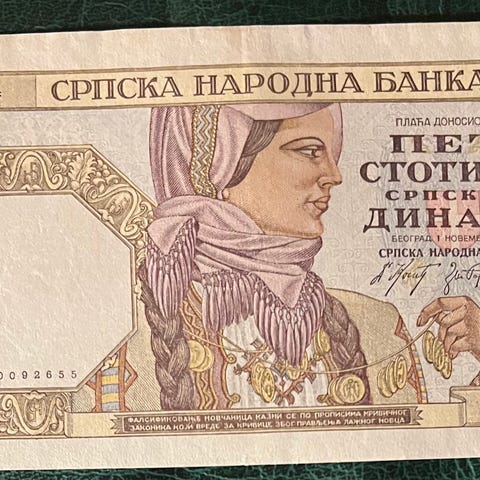 СРПСКА НАРОДНА БАНКА
ПЛАЋА ДОНОСИО
ПЕТ
СТОТИ
СРПСК
ДИНА
БЕОГРАД, 1 НОВЕМ
СРПСКА НАРОДНА
0092655
ФАЛСИФИКОВАЊЕ НОВЧАНИЦА КАЗНИ СЕ ПО ПРОПИСИМА КРИВИЧНОГ
ЗАКОНИКА КОЈИ ВРЕДЕ ЗА КРИВИЦЕ ЗБОГ ПРАВЉЕЊА ЛАЖНОГ НОВЦА